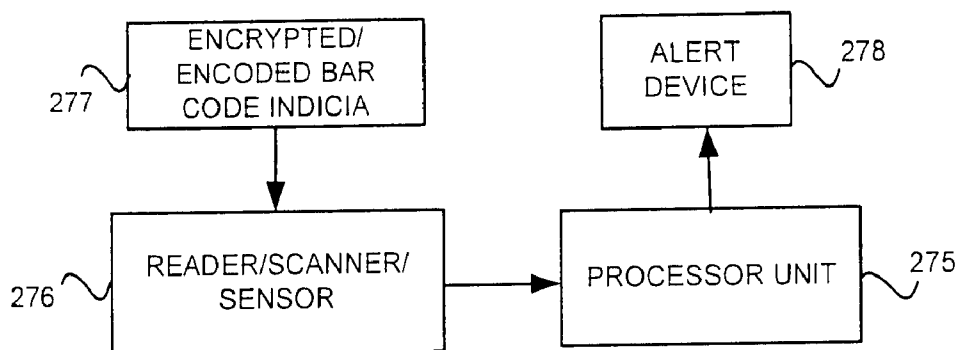 ENCRYPTED/
ENCODED BAR
CODE INDICIA
277
ALERT
DEVICE
278
READER/SCANNER/
SENSOR
276
PROCESSOR UNIT
275